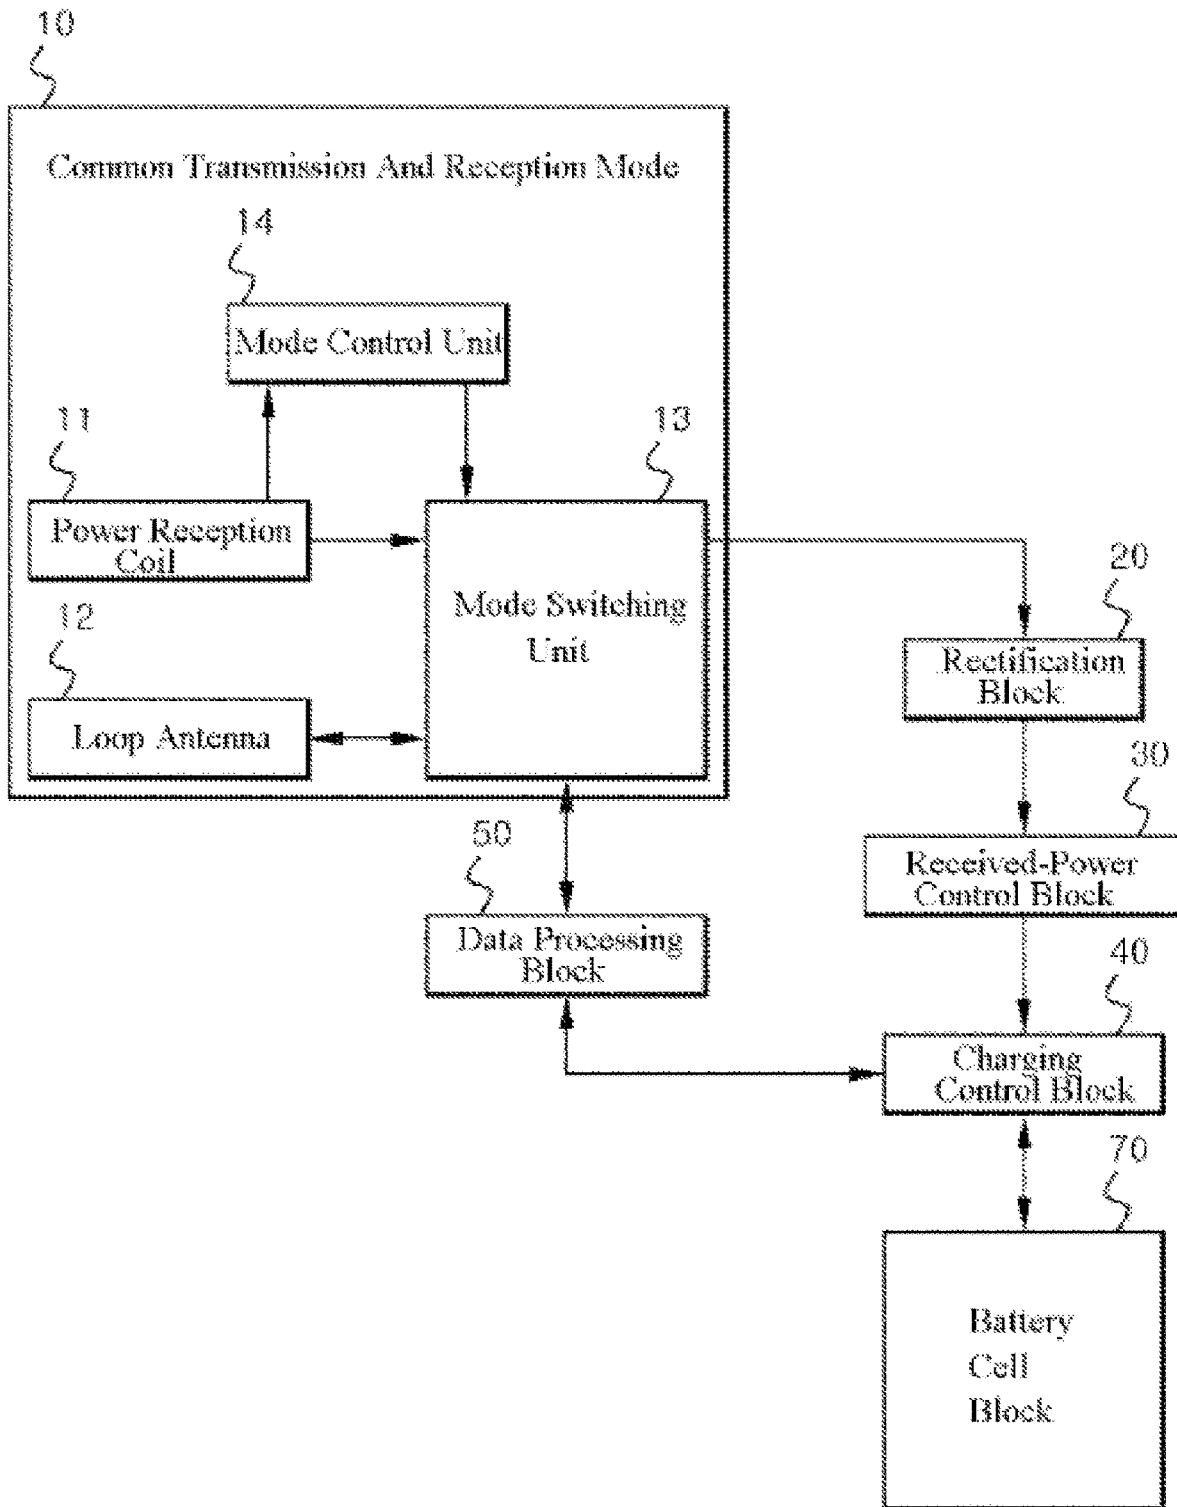 10
Common Transmission And Reception Mode
14
Mode Control Unit
11
13
Power Reception
Coil
20
12
Mode Switching
Unit
Rectification
Block
Loop Antenna
30
50
Received-Power
Control Block
Data Processing
Block
40
Charging
Control Block
70
Battery
Cell
Block